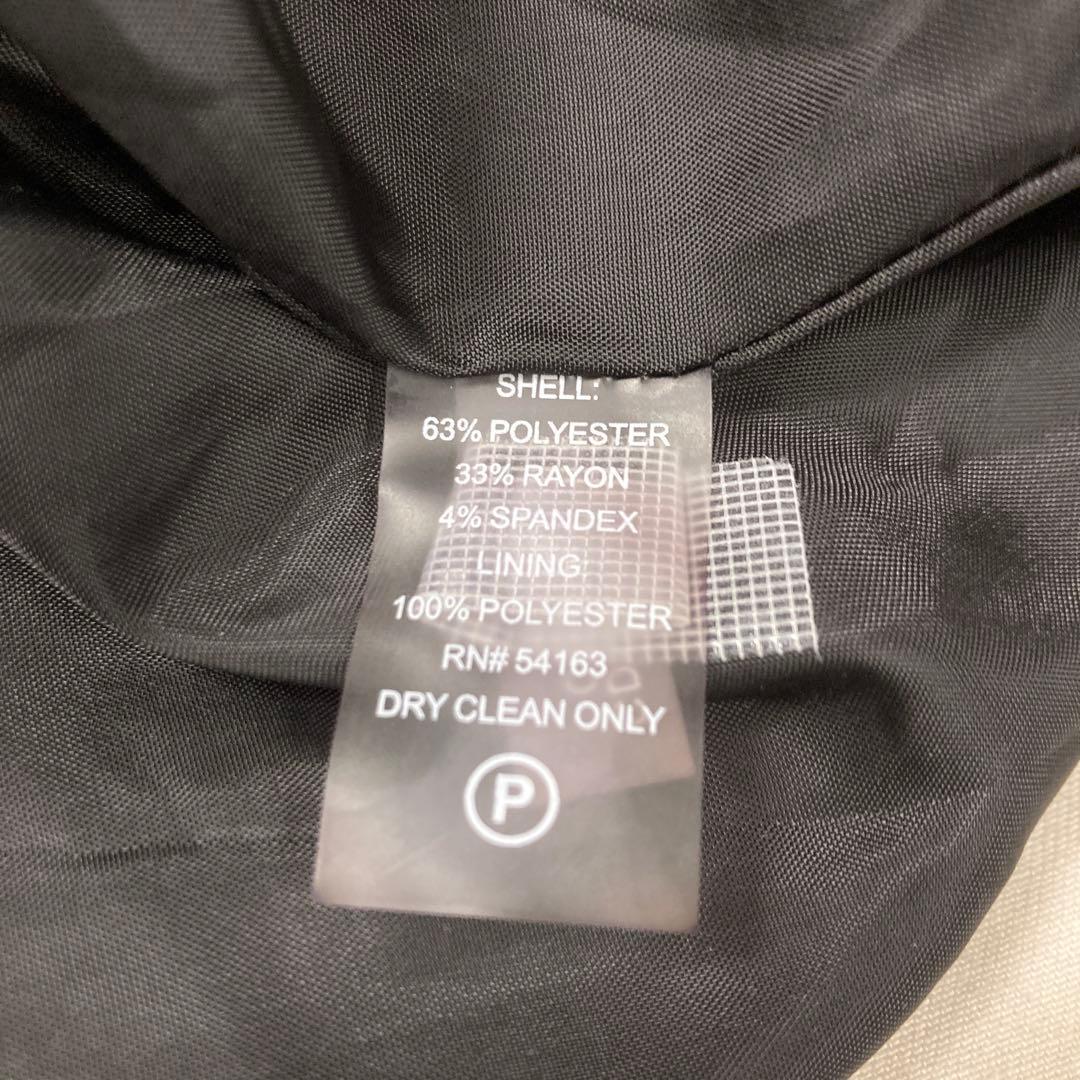 SHELL:
63% POLYESTER
33% RAYON
4% SPANDEX
LINING
100% POLYESTER
RN# 54163
DRY CLEAN ONLY
P